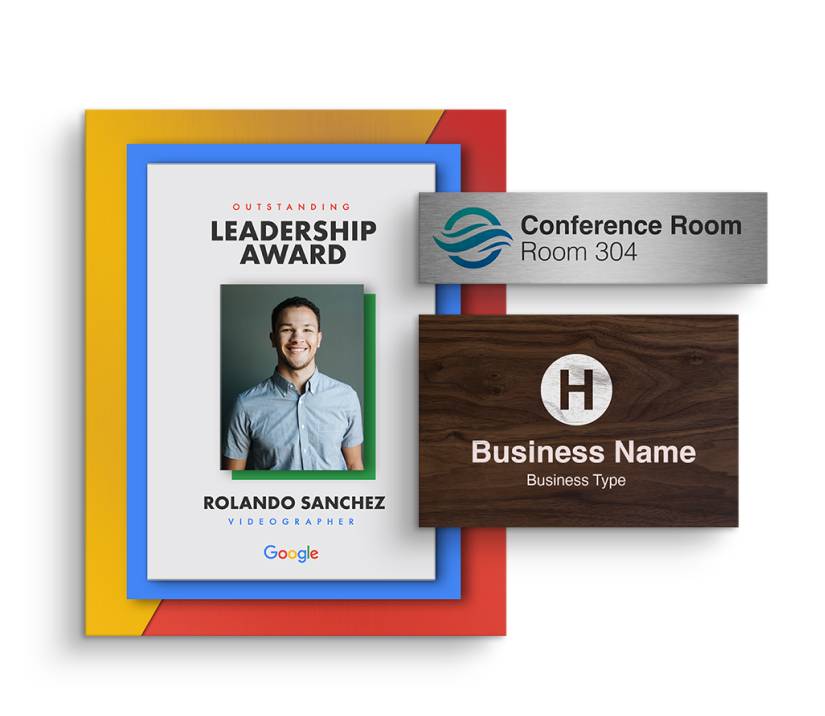 OUTSTANDING
LEADERSHIP
AWARD
ROLANDO SANCHEZ
VIDEOGRAPHER
Google
Conference Room
Room 304
H
Business Name
Business Type